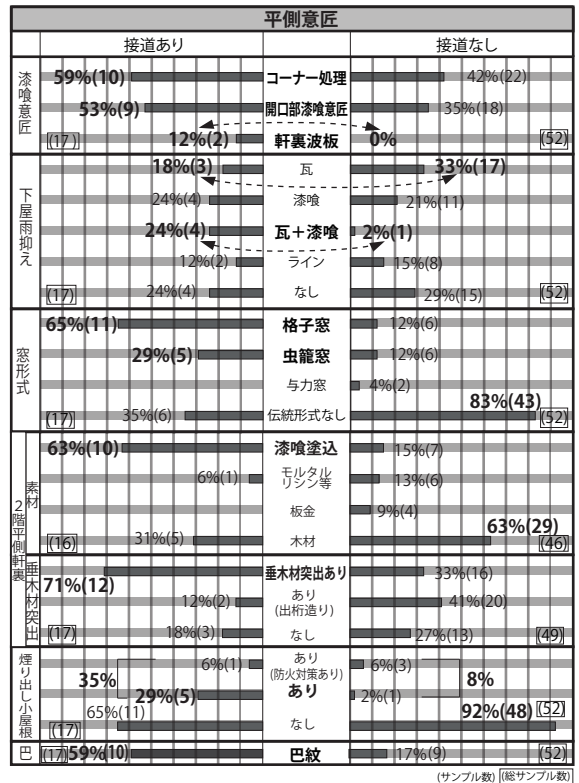 平側意匠
接道あり 接道なし
漆喰意匠
59%(10) コーナー処理 42%(22)
53%(9) 開口部漆喰意匠 35%(18)
(17) 12%(2) 軒裏波板 0% (52)
下屋雨抑え
18%(3) 瓦 33%(17)
24%(4) 漆喰 21%(11)
24%(4) 瓦+漆喰 2%(1)
12%(2) ライン 15%(8)
(17) 24%(4) なし 29%(15) (52)
窓形式
65%(11) 格子窓 12%(6)
29%(5) 虫籠窓 12%(6)
与力窓 4%(2)
(17) 35%(6) 伝統形式なし 83%(43) (52)
2階平側軒裏
素材
63%(10) 漆喰塗込 15%(7)
6%(1) モルタル
リシン等 13%(6)
板金 9%(4)
(16) 31%(5) 木材 63%(29) (46)
垂木材突出
71%(12) 垂木材突出あり 33%(16)
12%(2) あり
(出桁造り) 41%(20)
(17) 18%(3) なし 27%(13) (49)
煙り出し小屋根
35% 6%(1) あり
(防火対策あり) 6%(3) 8%
29%(5) あり 2%(1)
(17) 65%(11) なし 92%(48) (52)
巴 (17) 59%(10) 巴紋 17%(9) (52)
(サンプル数) (総サンプル数)